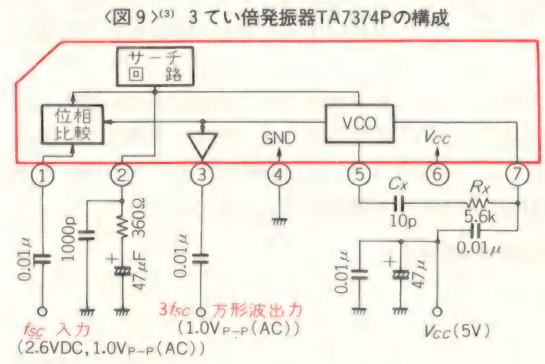 〈図9〉⁽³⁾ 3てい倍発振器TA7374Pの構成
サーチ
回路
位相
比較
VCO
GND
VCC
① ② ③ ④ ⑤ ⑥ ⑦
CX
10p
RX
5.6k
0.01μ
0.01μ
1000p
360Ω
+
47μF
0.01μ
0.01μ
+
47μ
fSC 入力
(2.6VDC, 1.0VP-P(AC))
3fSC 方形波出力
(1.0VP-P(AC))
VCC(5V)